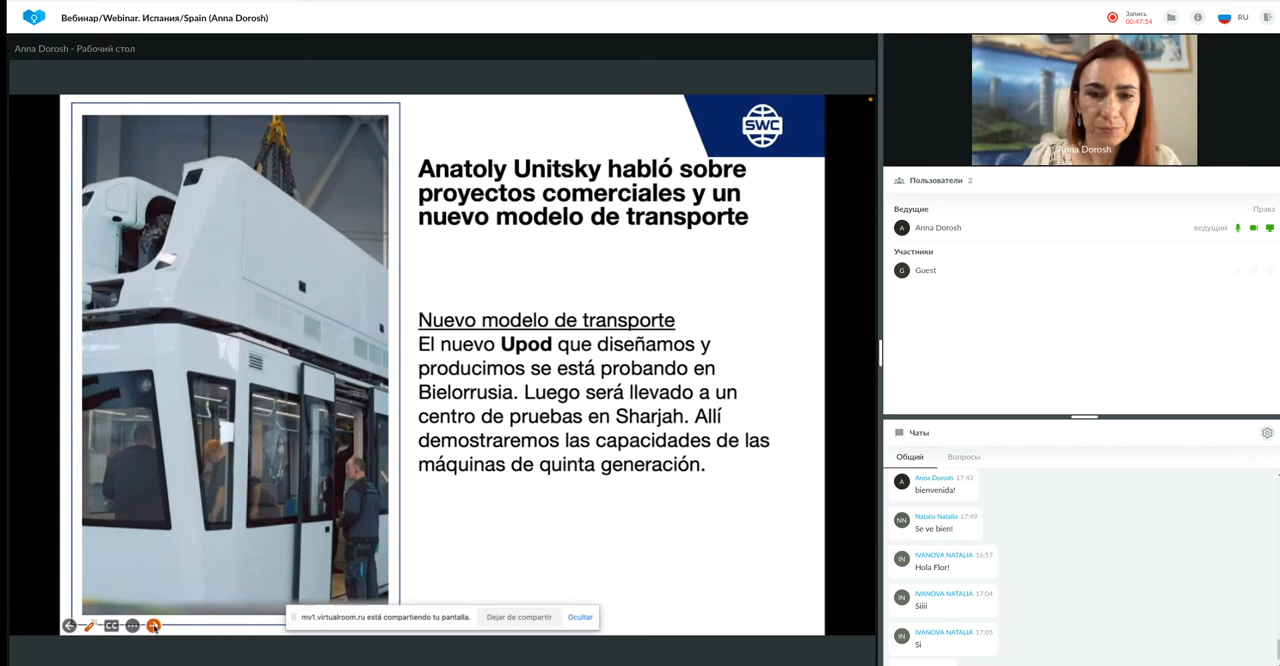 Вебинар/Webinar. Испания/Spain (Anna Dorosh)
Запись
00:47:54
RU
Anna Dorosh - Рабочий стол
SWC
Anatoly Unitsky habló sobre
proyectos comerciales y un
nuevo modelo de transporte
Nuevo modelo de transporte
El nuevo Upod que diseñamos y
producimos se está probando en
Bielorrusia. Luego será llevado a un
centro de pruebas en Sharjah. Allí
demostraremos las capacidades de las
máquinas de quinta generación.
CC
mv1.virtualroom.ru está compartiendo tu pantalla.
Dejar de compartir
Ocultar
Anna Dorosh
Пользователи 2
Ведущие
Права
A
Anna Dorosh
ведущий
Участники
G
Guest
Чаты
Общий
Вопросы
A
Anna Dorosh 17:43
bienvenida!
NN
Natalia Natalia 17:49
Se ve bien!
IN
IVANOVA NATALIA 16:57
Hola Flor!
IN
IVANOVA NATALIA 17:04
Siiii
IN
IVANOVA NATALIA 17:05
Si